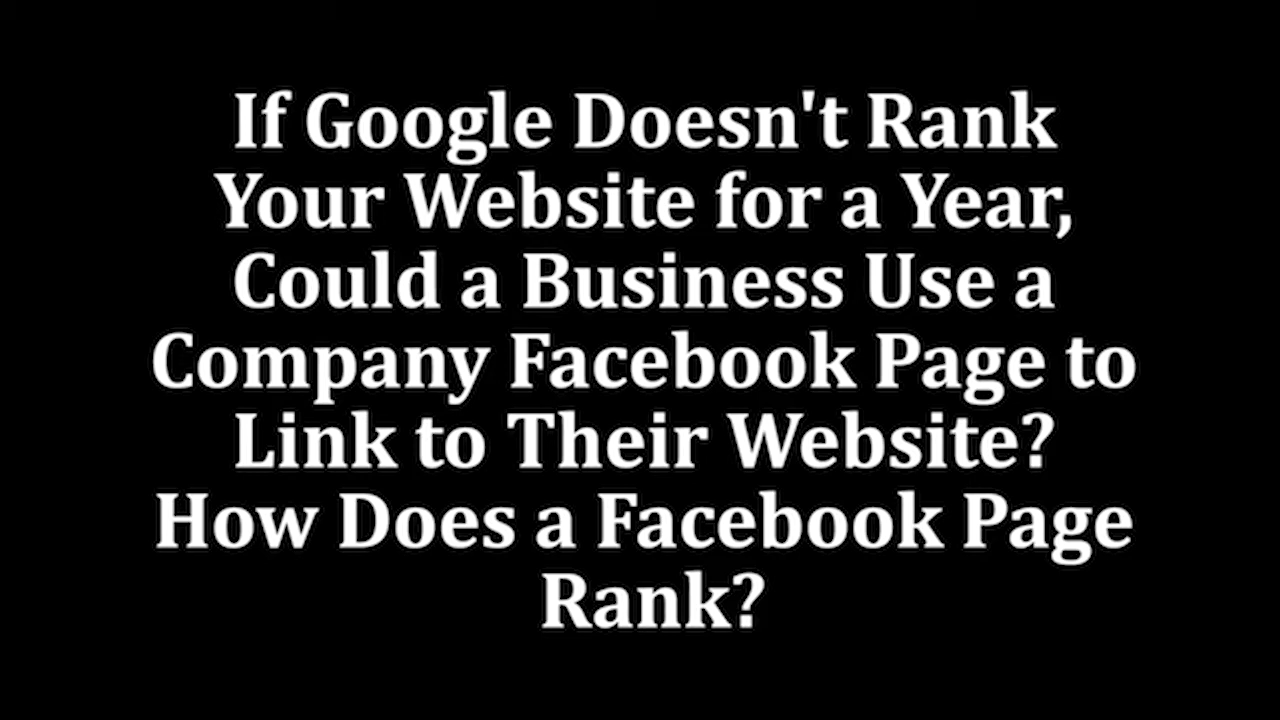 If Google Doesn't Rank
Your Website for a Year,
Could a Business Use a
Company Facebook Page to
Link to Their Website?
How Does a Facebook Page
Rank?